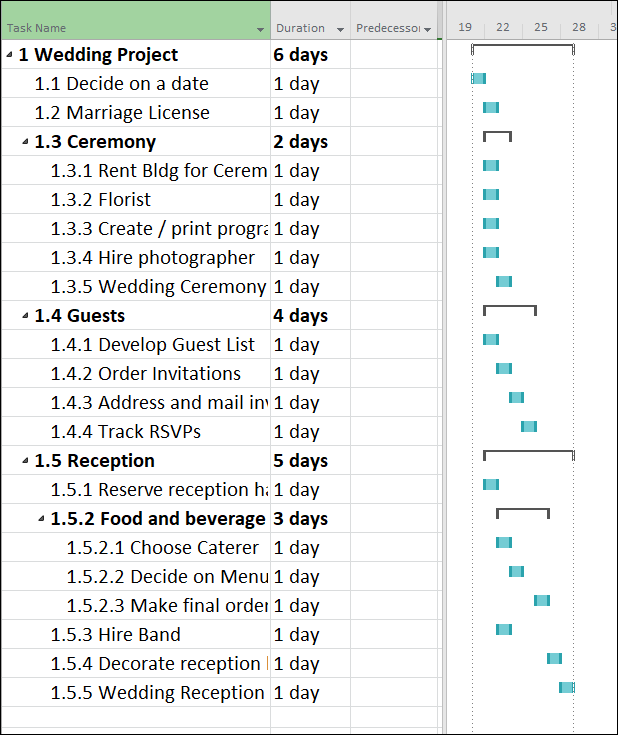 Task Name Duration Predecessor 19 22 25 28 3
1 Wedding Project 6 days
1.1 Decide on a date 1 day
1.2 Marriage License 1 day
1.3 Ceremony 2 days
1.3.1 Rent Bldg for Cerem 1 day
1.3.2 Florist 1 day
1.3.3 Create / print progra 1 day
1.3.4 Hire photographer 1 day
1.3.5 Wedding Ceremony 1 day
1.4 Guests 4 days
1.4.1 Develop Guest List 1 day
1.4.2 Order Invitations 1 day
1.4.3 Address and mail inv 1 day
1.4.4 Track RSVPs 1 day
1.5 Reception 5 days
1.5.1 Reserve reception ha 1 day
1.5.2 Food and beverage 3 days
1.5.2.1 Choose Caterer 1 day
1.5.2.2 Decide on Menu 1 day
1.5.2.3 Make final order 1 day
1.5.3 Hire Band 1 day
1.5.4 Decorate reception 1 day
1.5.5 Wedding Reception 1 day